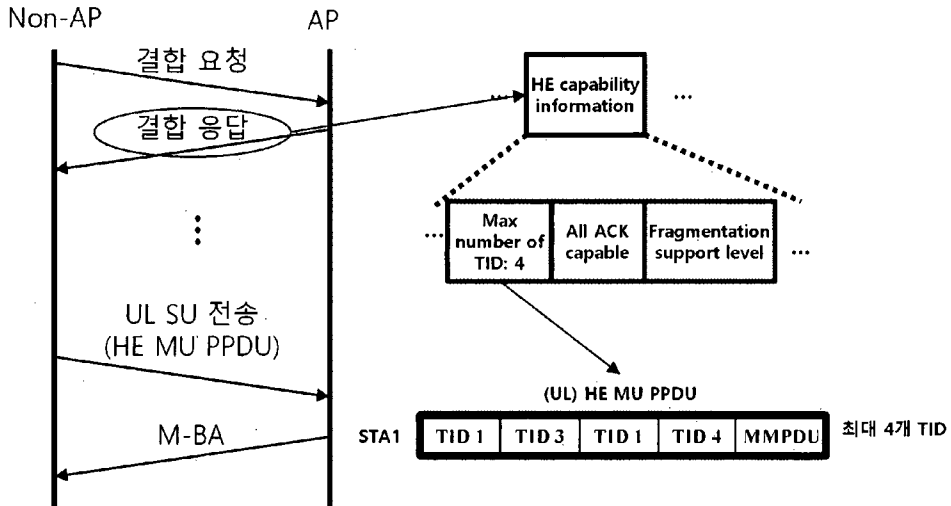 Non-AP
AP
결합 요청
결합 응답
...
HE capability
information
...
...
Max
number of
TID: 4
All ACK
capable
Fragmentation
support level
...
UL SU 전송
(HE MU PPDU)
M-BA
(UL) HE MU PPDU
STA1
TID 1
TID 3
TID 1
TID 4
MMPDU
최대 4개 TID